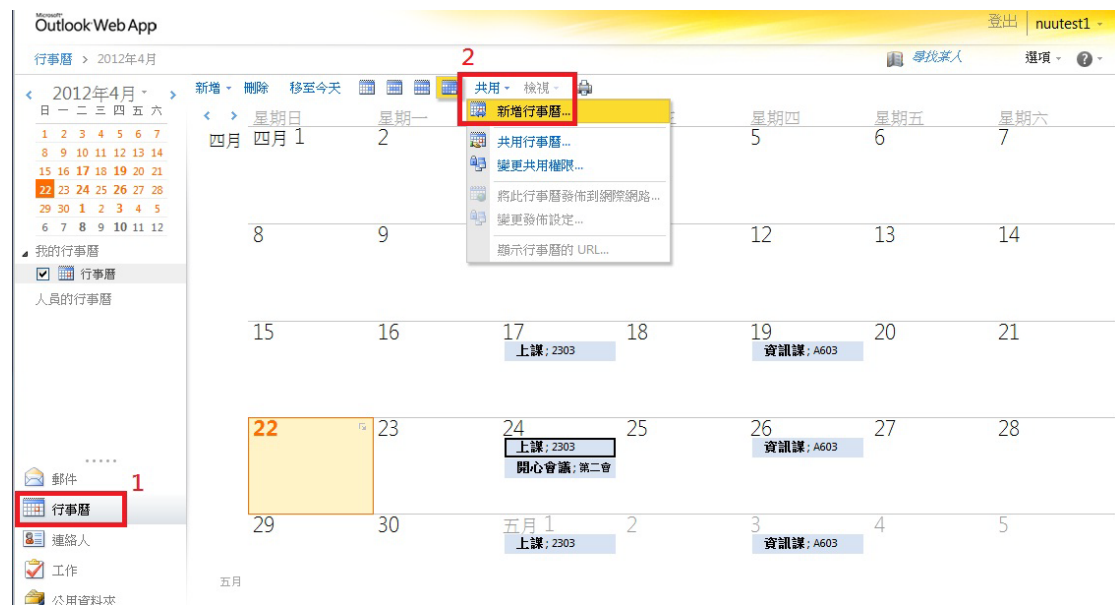 Microsoft®
Outlook Web App
登出 nuutest1
行事曆 > 2012年4月
2
尋找某人 選項
2012年4月
新增 刪除 移至今天 共用 檢視
日 一 二 三 四 五 六
星期日 星期一 星期四 星期五 星期六
新增行事曆...
1 2 3 4 5 6 7
四月 四月 1 2 5 6 7
共用行事曆...
8 9 10 11 12 13 14
變更共用權限...
15 16 17 18 19 20 21
22 23 24 25 26 27 28
將此行事曆發佈到網際網路...
29 30 1 2 3 4 5
變更發佈設定...
6 7 8 9 10 11 12
8 9 12 13 14
我的行事曆
顯示行事曆的 URL...
行事曆
人員的行事曆
15 16 17 18 19 20 21
上課; 2303 資訊課; A603
22 23 24 25 26 27 28
上課; 2303 資訊課; A603
開心會議; 第二會
郵件
1
行事曆
29 30 五月 1 2 3 4 5
連絡人
上課; 2303 資訊課; A603
工作
五月
公用資料夾